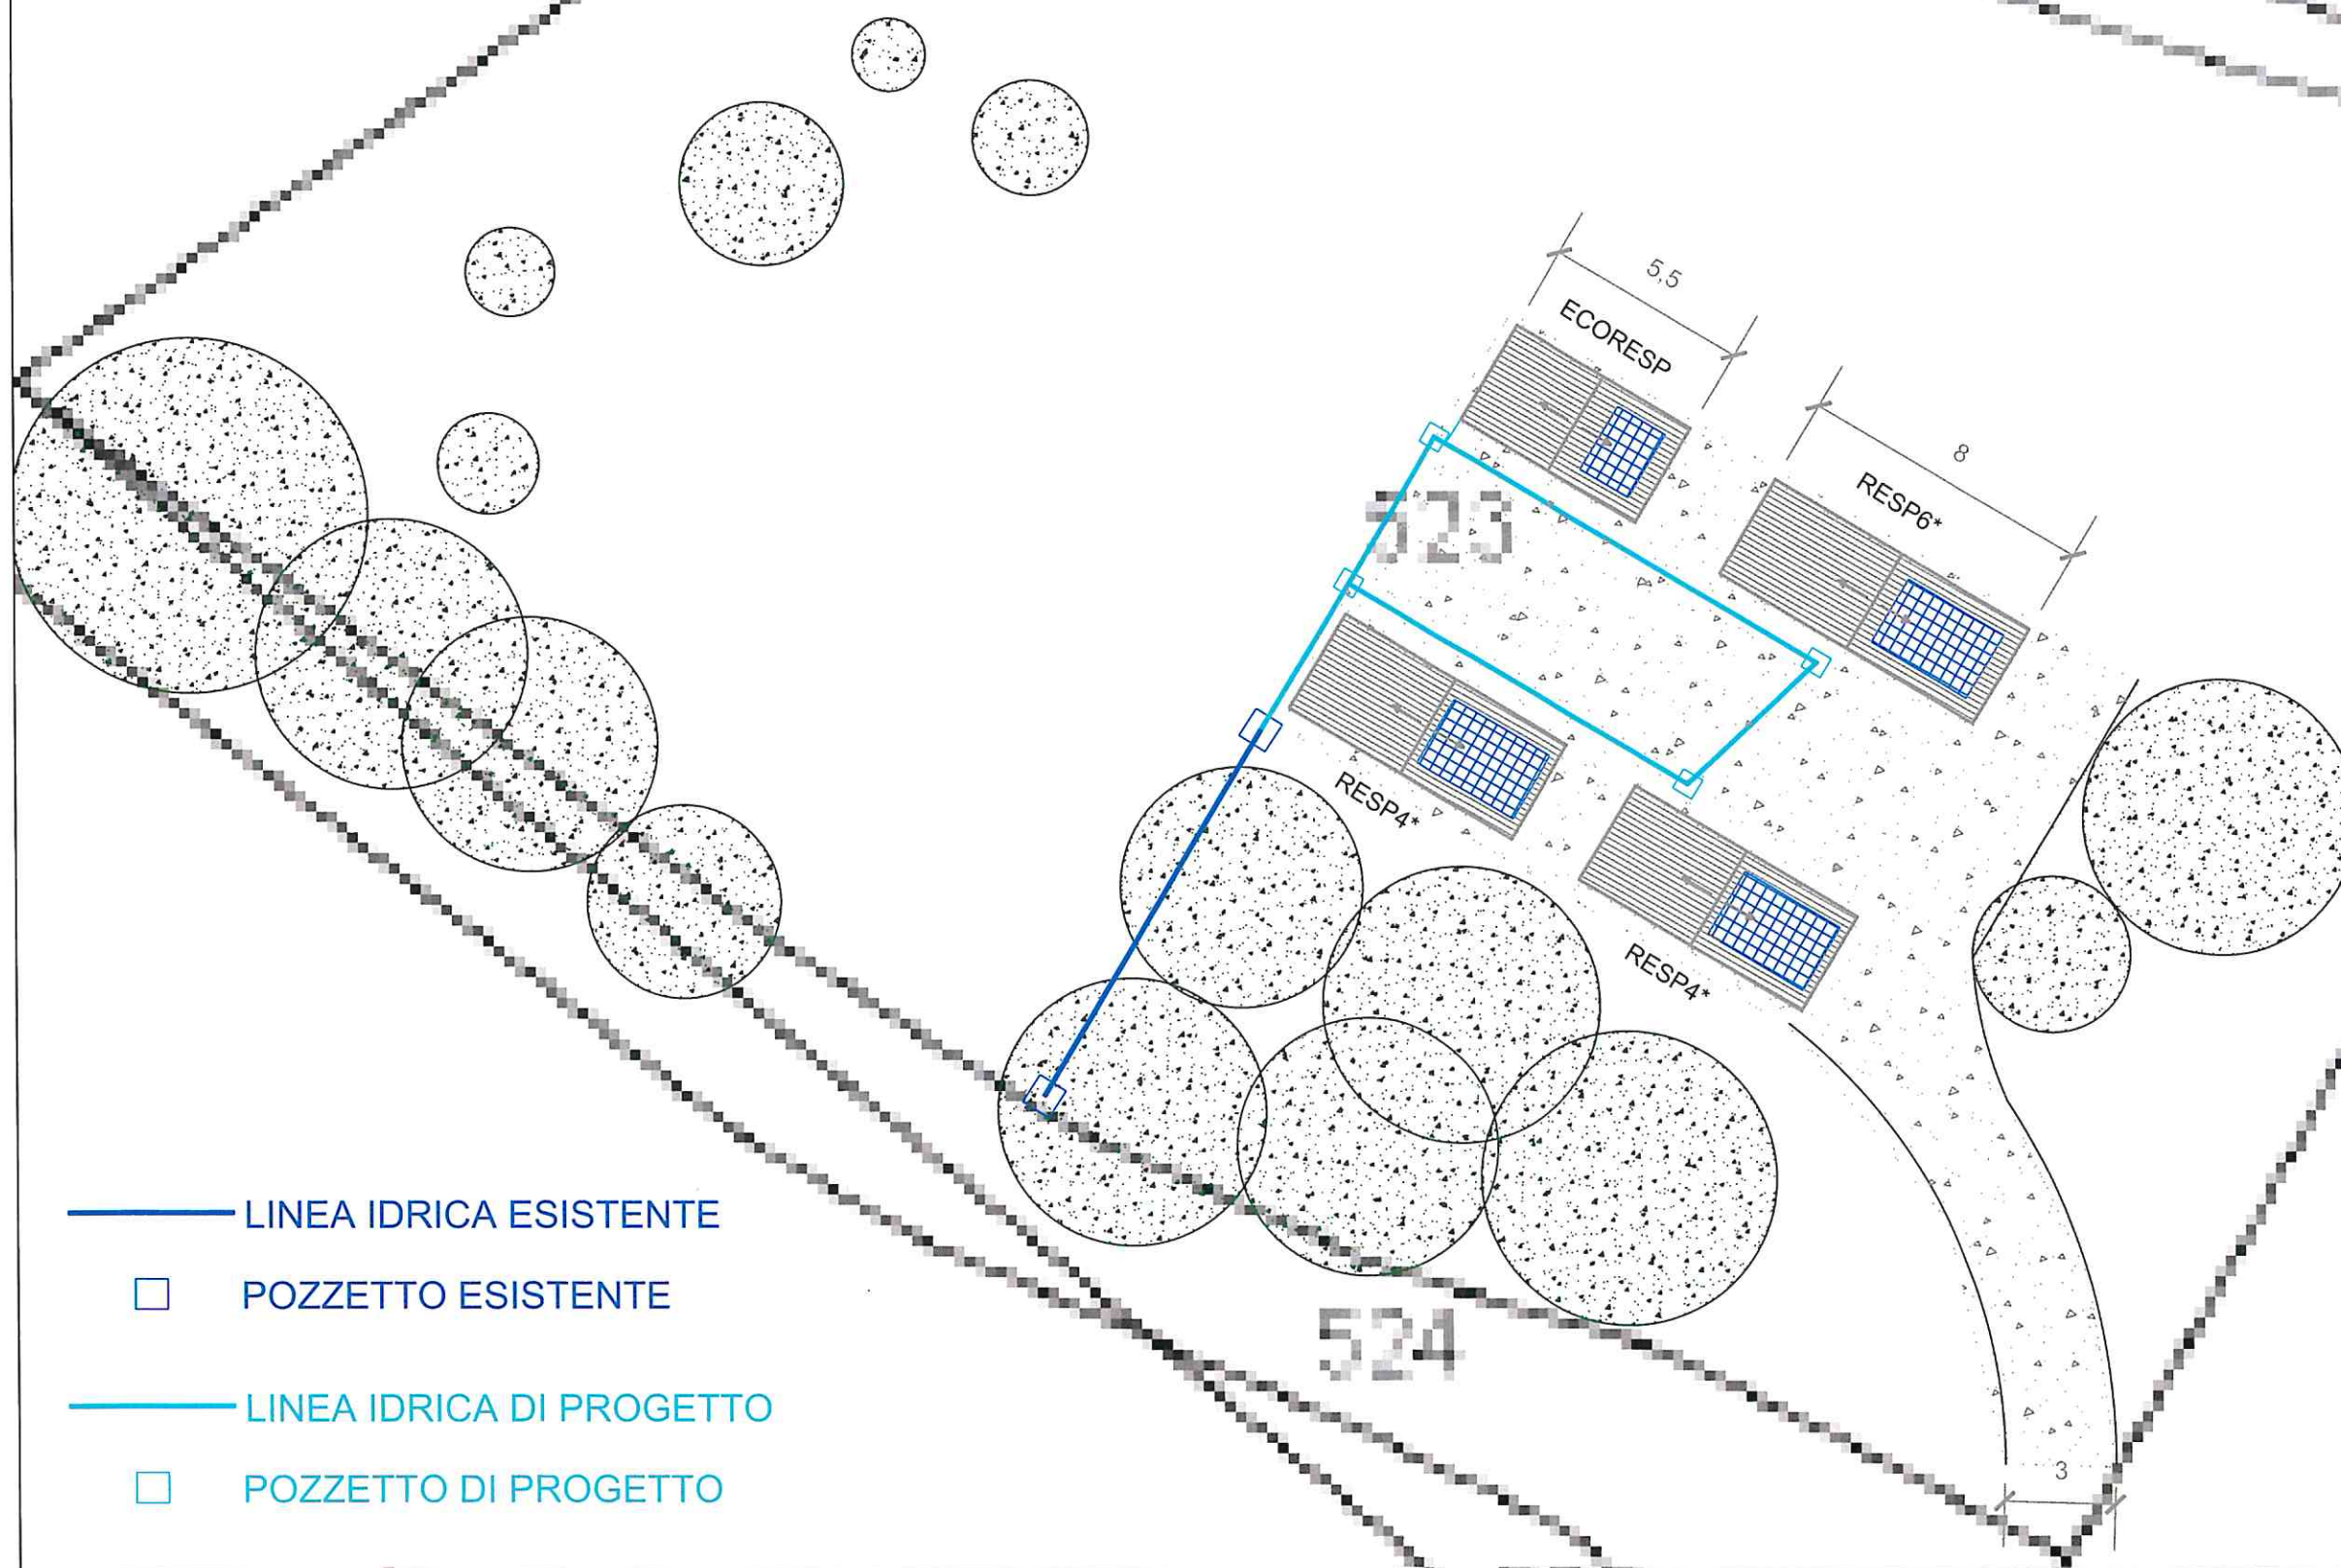 5,5
ECORESP
8
RESP6*
523
RESP4*
RESP4*
LINEA IDRICA ESISTENTE
POZZETTO ESISTENTE
524
LINEA IDRICA DI PROGETTO
3
POZZETTO DI PROGETTO